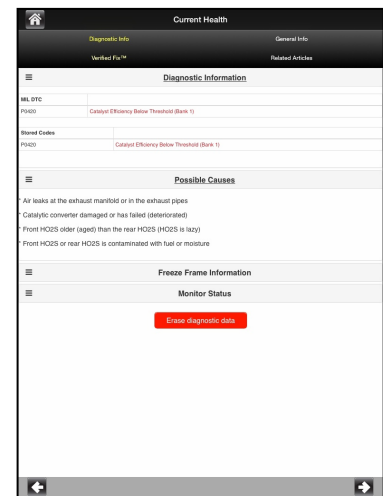 Current Health
Diagnostic Info
General Info
Verified Fix™
Related Articles
Diagnostic Information
MIL DTC
P0420 Catalyst Efficiency Below Threshold (Bank 1)
Stored Codes
P0420 Catalyst Efficiency Below Threshold (Bank 1)
Possible Causes
* Air leaks at the exhaust manifold or in the exhaust pipes
* Catalytic converter damaged or has failed (deteriorated)
* Front HO2S older (aged) than the rear HO2S (HO2S is lazy)
* Front HO2S or rear HO2S is contaminated with fuel or moisture
Freeze Frame Information
Monitor Status
Erase diagnostic data